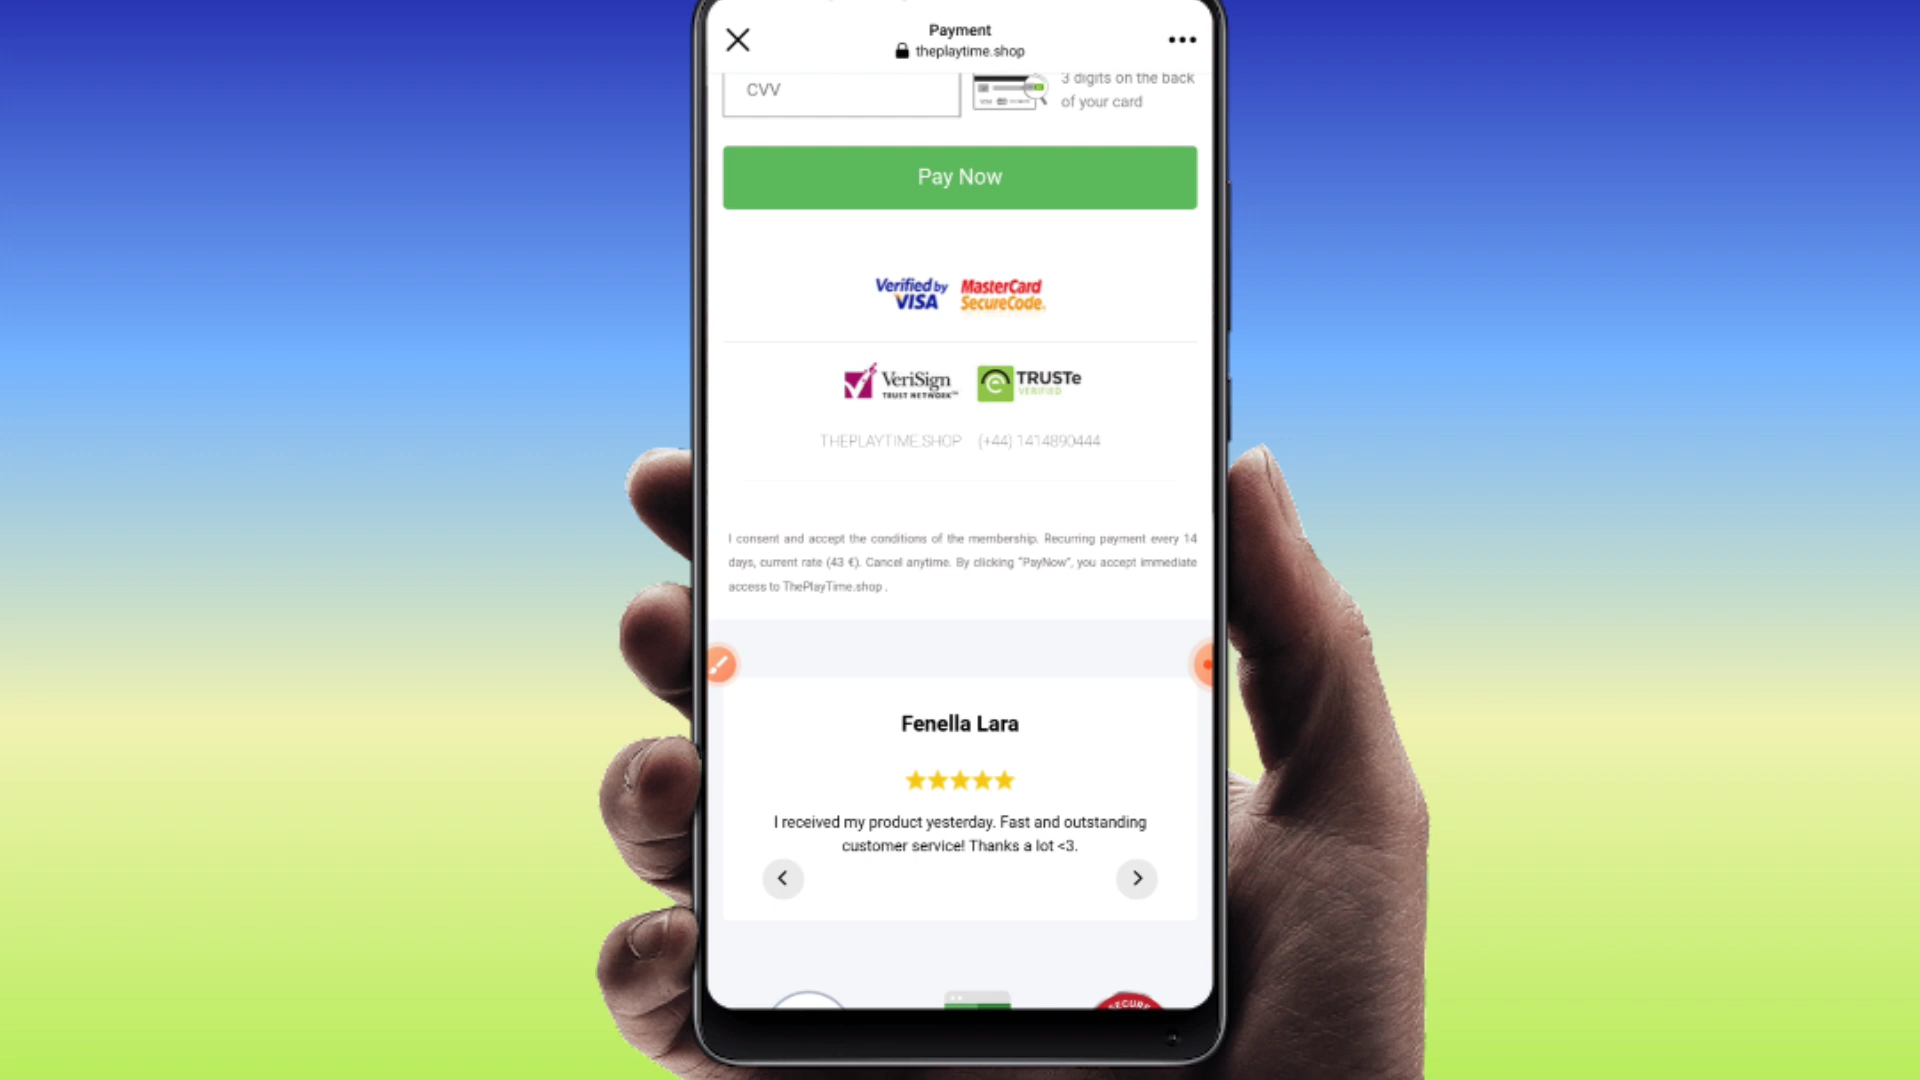 Payment
theplaytime.shop
CVV
3 digits on the back
of your card
Pay Now
Verified by
VISA
MasterCard
SecureCode.
VeriSign
TRUST NETWORK™
TRUSTe
VERIFIED
THEPLAYTIME.SHOP (+44) 1414890444
I consent and accept the conditions of the membership. Recurring payment every 14
days, current rate (43 €). Cancel anytime. By clicking "PayNow", you accept immediate
access to ThePlayTime.shop .
Fenella Lara
I received my product yesterday. Fast and outstanding
customer service! Thanks a lot <3.
SECURE